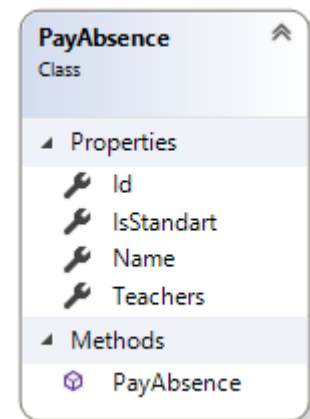 PayAbsence
Class
Properties
Id
IsStandart
Name
Teachers
Methods
PayAbsence